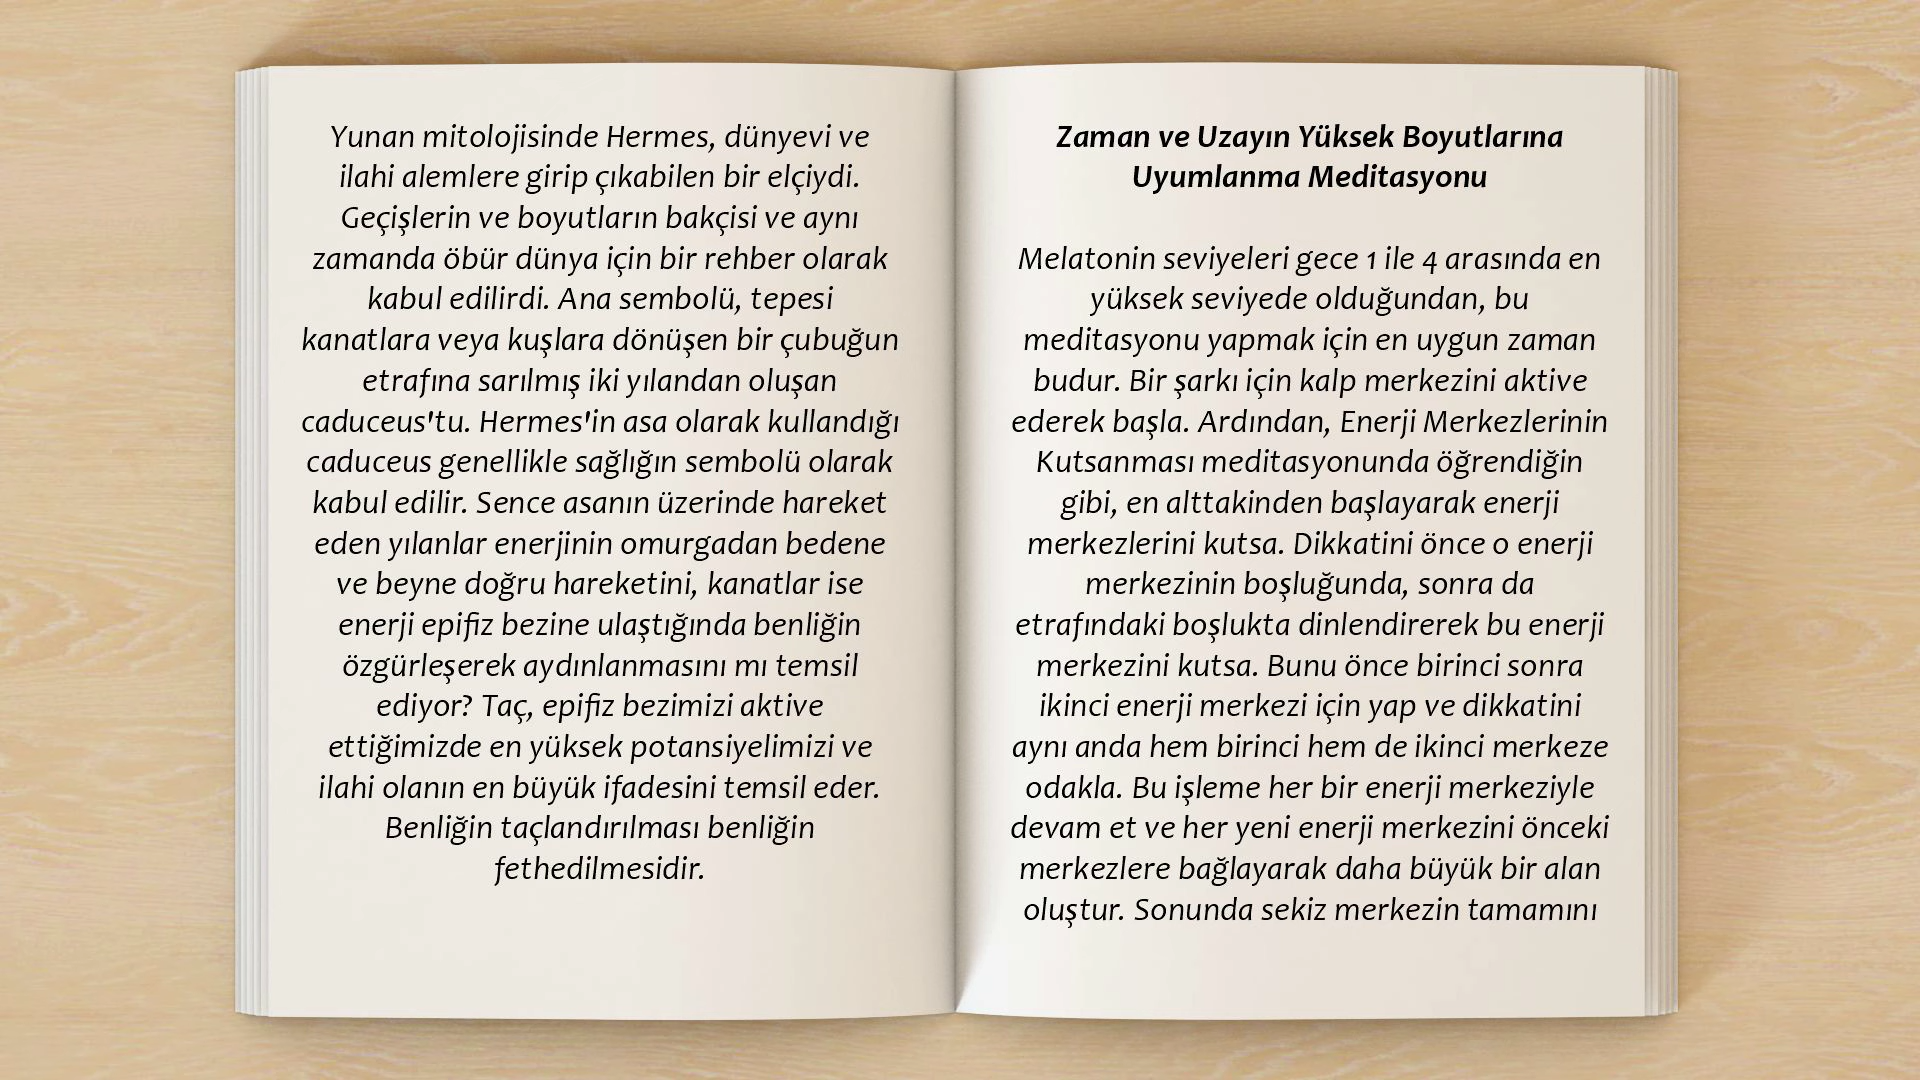 Yunan mitolojisinde Hermes, dünyevi ve
ilahi alemlere girip çıkabilen bir elçiydi.
Geçişlerin ve boyutların bakçisi ve aynı
zamanda öbür dünya için bir rehber olarak
kabul edilirdi. Ana sembolü, tepesi
kanatlara veya kuşlara dönüşen bir çubuğun
etrafına sarılmış iki yılandan oluşan
caduceus'tu. Hermes'in asa olarak kullandığı
caduceus genellikle sağlığın sembolü olarak
kabul edilir. Sence asanın üzerinde hareket
eden yılanlar enerjinin omurgadan bedene
ve beyne doğru hareketini, kanatlar ise
enerji epifiz bezine ulaştığında benliğin
özgürleşerek aydınlanmasını mı temsil
ediyor? Taç, epifiz bezimizi aktive
ettiğimizde en yüksek potansiyelimizi ve
ilahi olanın en büyük ifadesini temsil eder.
Benliğin taçlandırılması benliğin
fethedilmesidir.
Zaman ve Uzayın Yüksek Boyutlarına
Uyumlanma Meditasyonu
Melatonin seviyeleri gece 1 ile 4 arasında en
yüksek seviyede olduğundan, bu
meditasyonu yapmak için en uygun zaman
budur. Bir şarkı için kalp merkezini aktive
ederek başla. Ardından, Enerji Merkezlerinin
Kutsanması meditasyonunda öğrendiğin
gibi, en alttakinden başlayarak enerji
merkezlerini kutsa. Dikkatini önce o enerji
merkezinin boşluğunda, sonra da
etrafındaki boşlukta dinlendirerek bu enerji
merkezini kutsa. Bunu önce birinci sonra
ikinci enerji merkezi için yap ve dikkatini
aynı anda hem birinci hem de ikinci merkeze
odakla. Bu işleme her bir enerji merkeziyle
devam et ve her yeni enerji merkezini önceki
merkezlere bağlayarak daha büyük bir alan
oluştur. Sonunda sekiz merkezin tamamını